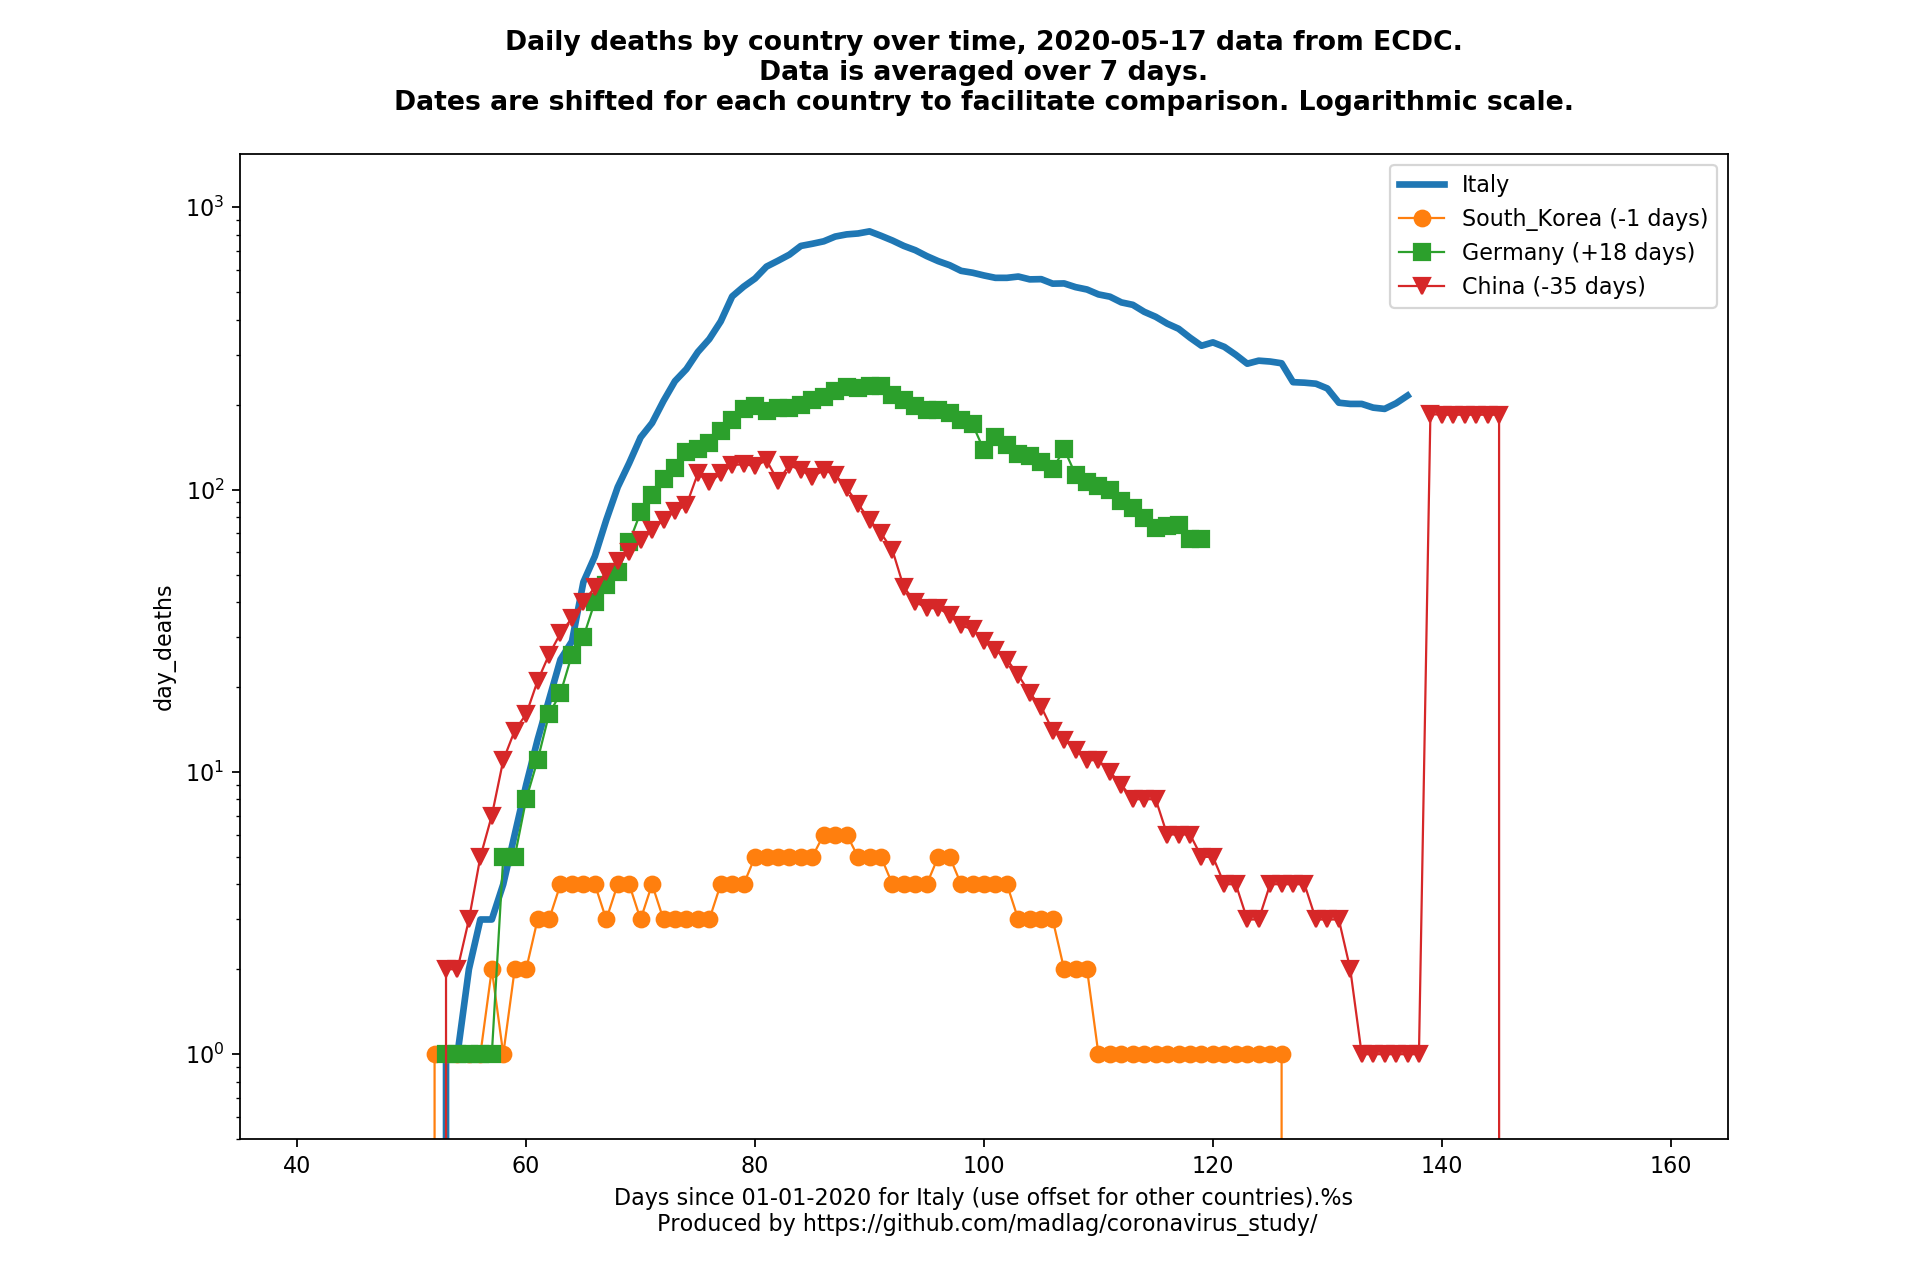 Daily deaths by country over time, 2020-05-17 data from ECDC.
Data is averaged over 7 days.
Dates are shifted for each country to facilitate comparison. Logarithmic scale.
Italy
South_Korea (-1 days)
Germany (+18 days)
China (-35 days)
10³
10²
10¹
10⁰
day_deaths
40 60 80 100 120 140 160
Days since 01-01-2020 for Italy (use offset for other countries).%s
Produced by https://github.com/madlag/coronavirus_study/